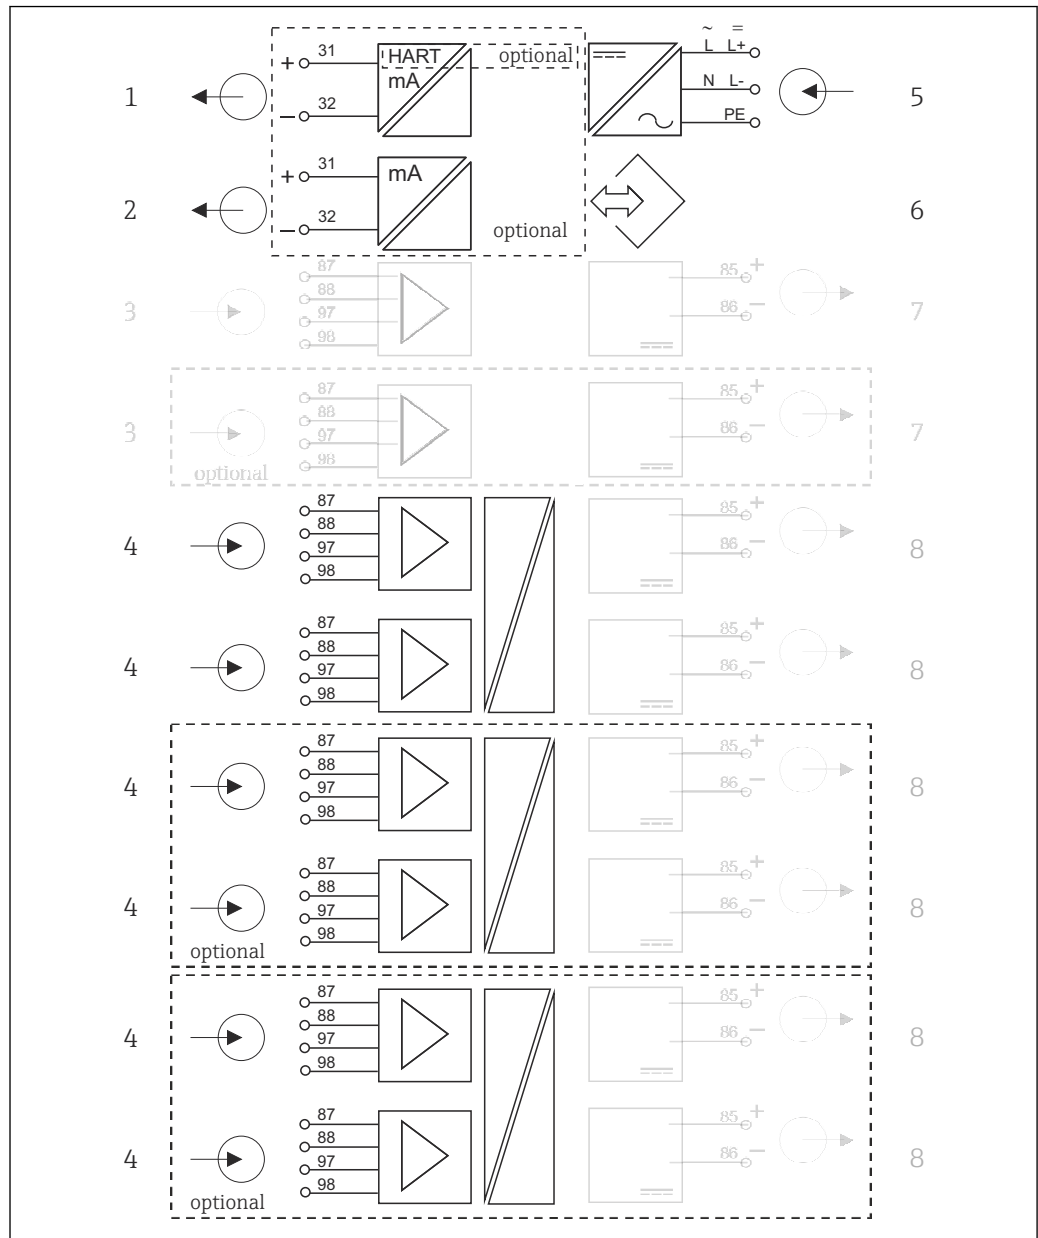 ~ =
+ 31 HART optional L L+
1 mA N L- 5
− 32 PE
+ 31 mA
2 6
− 32 optional
87 85 +
88
3 97 86 − 7
98
87 85 +
88
3 97 86 − 7
optional 98
87 85 +
88
4 97 86 − 8
98
87 85 +
88
4 97 86 − 8
98
87 85 +
88
4 97 86 − 8
98
87 85 +
88
4 97 86 − 8
98
optional
87 85 +
88
4 97 86 − 8
98
87 85 +
88
4 97 86 − 8
98
optional